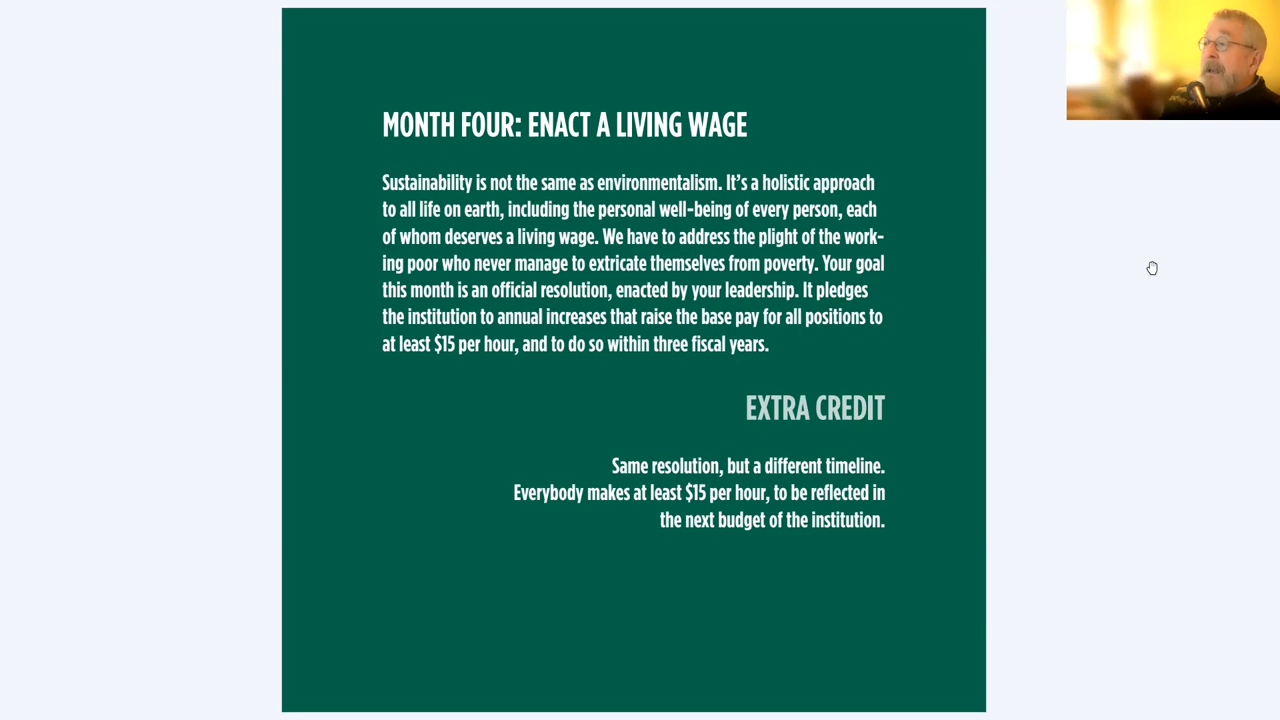 MONTH FOUR: ENACT A LIVING WAGE
Sustainability is not the same as environmentalism. It’s a holistic approach
to all life on earth, including the personal well-being of every person, each
of whom deserves a living wage. We have to address the plight of the work-
ing poor who never manage to extricate themselves from poverty. Your goal
this month is an official resolution, enacted by your leadership. It pledges
the institution to annual increases that raise the base pay for all positions to
at least $15 per hour, and to do so within three fiscal years.
EXTRA CREDIT
Same resolution, but a different timeline.
Everybody makes at least $15 per hour, to be reflected in
the next budget of the institution.